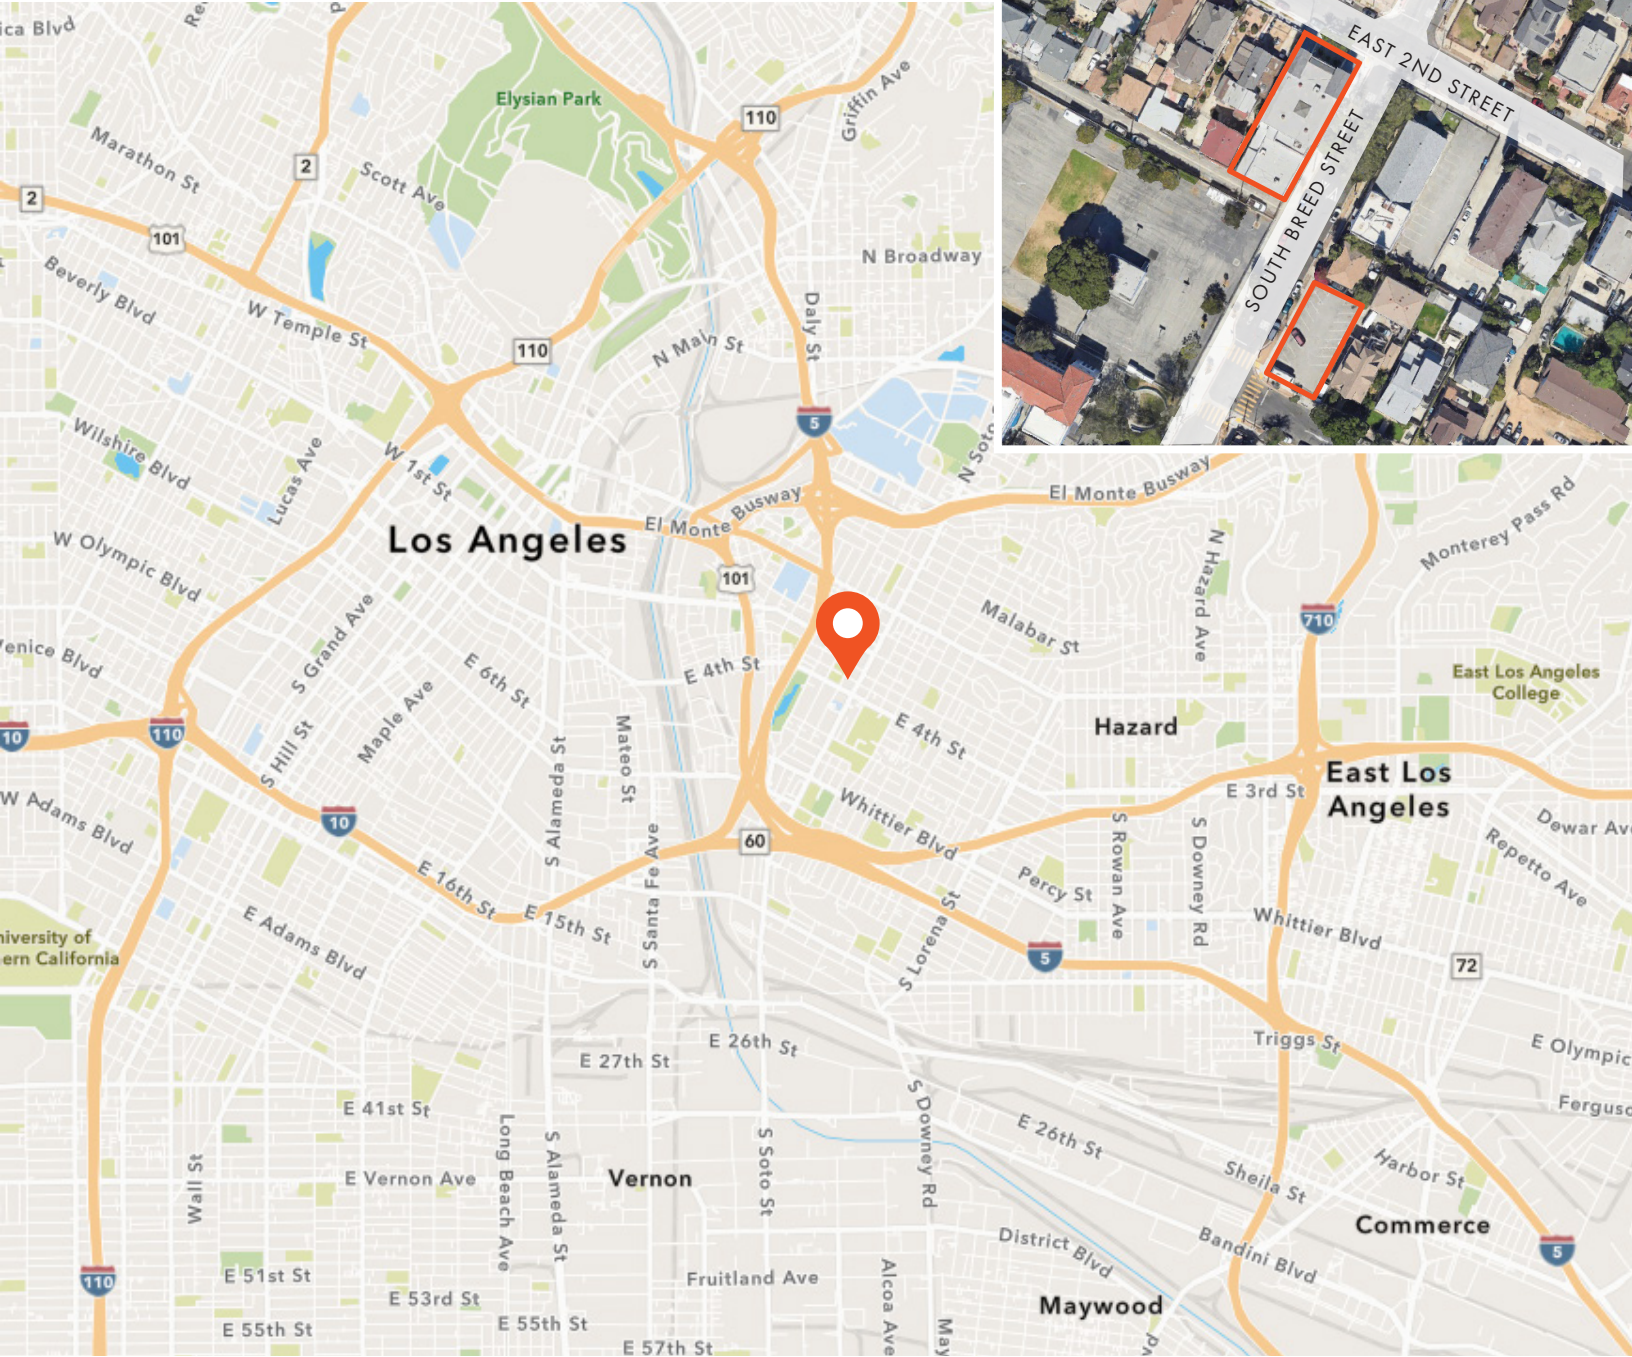 ica Blvd
Elysian Park
110
Griffin Ave
Marathon St
2
Scott Ave
2
101
N Broadway
Beverly Blvd
W Temple St
Daly St
N Main St
110
5
Wilshire Blvd
Lucas Ave
W 1st St
N Soto
El Monte Busway
El Monte Busway
W Olympic Blvd
Los Angeles
101
Monterey Pass Rd
N Hazard Ave
Malabar St
710
enice Blvd
S Grand Ave
E 6th St
E 4th St
East Los Angeles
College
Maple Ave
10
110
S Hill St
Mateo St
S Alameda St
E 4th St
Hazard
East Los
Angeles
E 3rd St
W Adams Blvd
10
60
Whittier Blvd
S Rowan Ave
S Downey Rd
Dewar Av
Repetto Ave
E 16th St
E 15th St
S Santa Fe Ave
Percy St
S Lorena St
Whittier Blvd
niversity of
ern California
E Adams Blvd
5
72
E 26th St
E 27th St
Triggs St
E Olympic
E 41st St
S Downey Rd
E 26th St
Ferguso
Wall St
E Vernon Ave
Long Beach Ave
S Alameda St
Vernon
S Soto St
Sheila St
Harbor St
Commerce
110
E 51st St
E 53rd St
E 55th St
E 55th St
Fruitland Ave
District Blvd
Bandini Blvd
5
Alcoa Ave
May
Maywood
E 57th St
EAST 2ND STREET
SOUTH BREED STREET